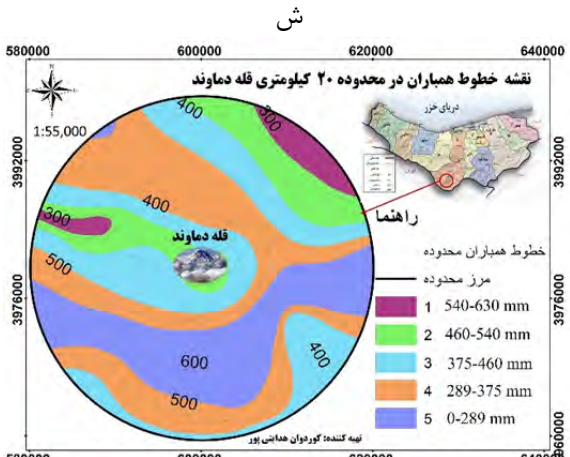 ش
580000 600000 620000 640000
نقشه خطوط همباران در محدوده ۲۰ کیلومتری قله دماوند
N
1:55,000
دریای خزر
3992000
3992000
400
300
400
300
قله دماوند
500
600
400
500
راهنما
خطوط همباران محدوده
مرز محدوده
1 540-630 mm
2 460-540 mm
3 375-460 mm
4 289-375 mm
5 0-289 mm
3976000
3976000
تهیه کننده: کوردوان هدایتی پور
600000 620000